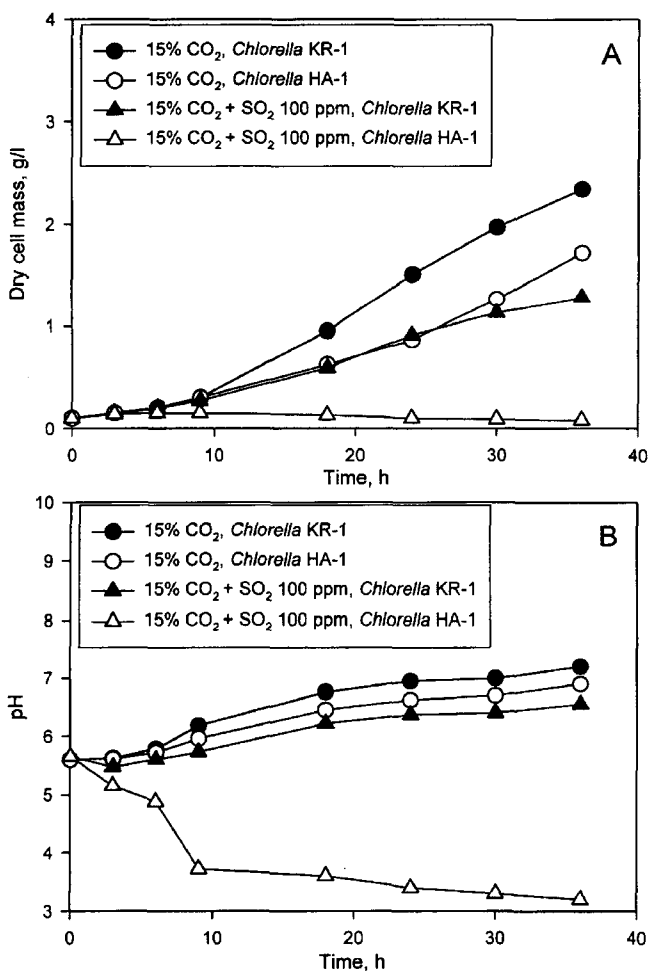 A
15% CO₂, Chlorella KR-1
15% CO₂, Chlorella HA-1
15% CO₂ + SO₂ 100 ppm, Chlorella KR-1
15% CO₂ + SO₂ 100 ppm, Chlorella HA-1
Dry cell mass, g/l
4
3
2
1
0
0 10 20 30 40
Time, h
B
15% CO₂, Chlorella KR-1
15% CO₂, Chlorella HA-1
15% CO₂ + SO₂ 100 ppm, Chlorella KR-1
15% CO₂ + SO₂ 100 ppm, Chlorella HA-1
pH
10
9
8
7
6
5
4
3
0 10 20 30 40
Time, h